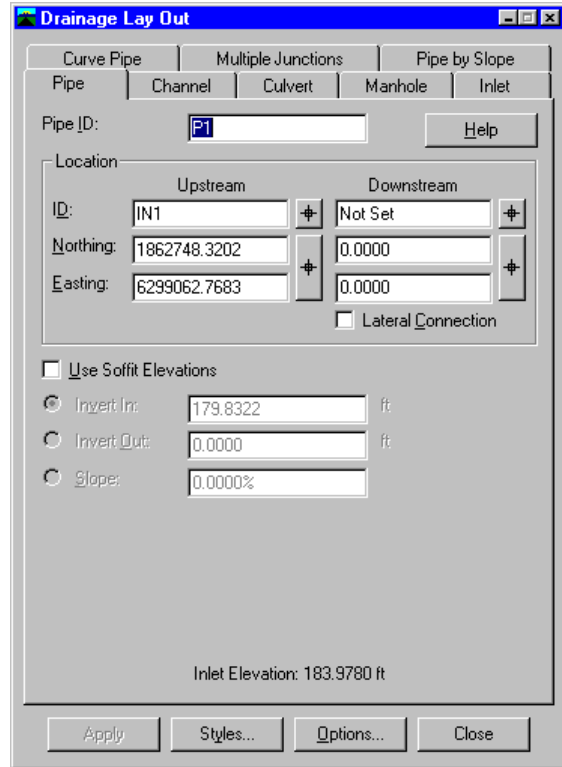 Drainage Lay Out
Curve Pipe Multiple Junctions Pipe by Slope
Pipe Channel Culvert Manhole Inlet
Pipe ID: P1 Help
Location
Upstream Downstream
ID: IN1 Not Set
Northing: 1862748.3202 0.0000
Easting: 6299062.7683 0.0000
Lateral Connection
Use Soffit Elevations
Invert In: 179.8322 ft
Invert Out: 0.0000 ft
Slope: 0.0000%
Inlet Elevation: 183.9780 ft
Apply Styles... Options... Close